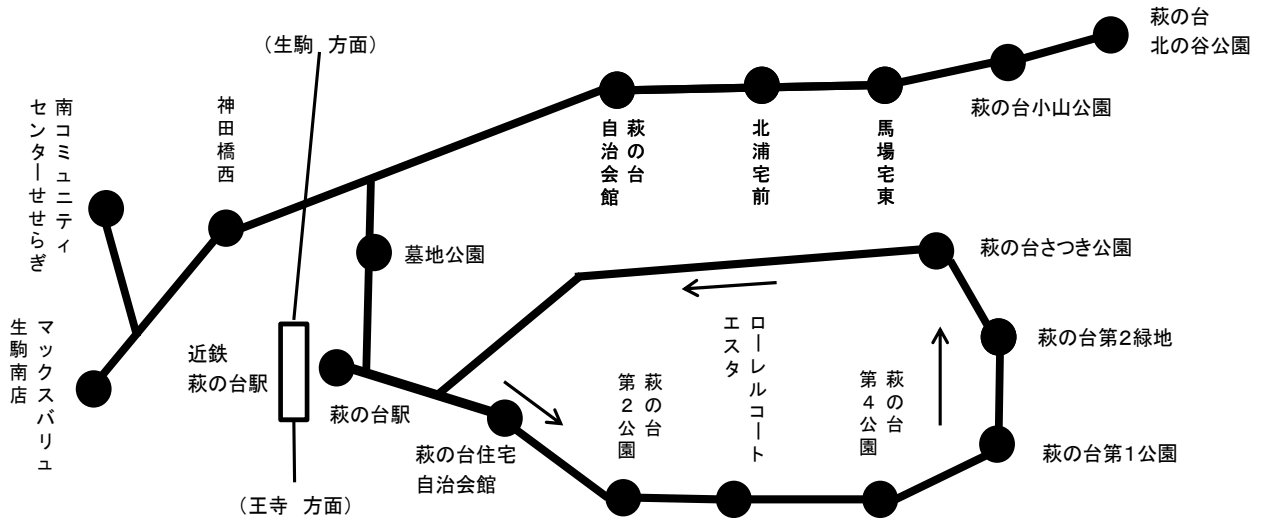 （生駒　方面）
萩の台
北の谷公園
萩の台小山公園
南コミュニティ
センターせせらぎ
神田橋西
萩の台
自治会館
北浦宅前
馬場宅東
墓地公園
萩の台さつき公園
マックスバリュ
生駒南店
近鉄
萩の台駅
萩の台駅
萩の台住宅
自治会館
萩の台
第２公園
ローレルコート
エスタ
萩の台
第４公園
萩の台第２緑地
萩の台第１公園
（王寺　方面）